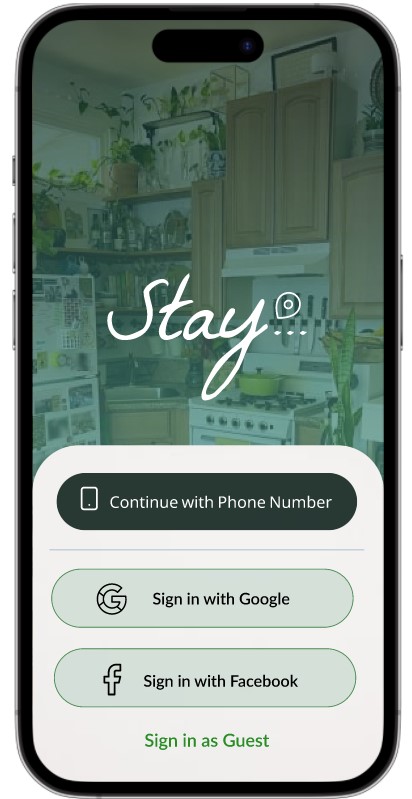 Stay...
Continue with Phone Number
Sign in with Google
Sign in with Facebook
Sign in as Guest